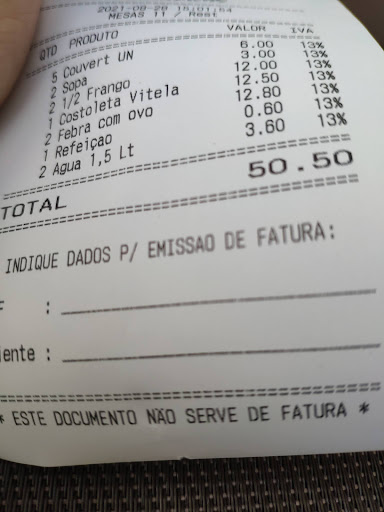 2021-08-28 15:01:54
MESAS 11 / Rest
QTD PRODUTO VALOR IVA
5 Couvert UN 6.00 13%
2 Sopa 3.00 13%
2 1/2 Frango 12.00 13%
1 Costoleta Vitela 12.50 13%
2 Febra com ovo 12.80 13%
1 Refeiçao 0.60 13%
2 Agua 1,5 Lt 3.60 13%
TOTAL 50.50
INDIQUE DADOS P/ EMISSAO DE FATURA:
F :
iente :
* ESTE DOCUMENTO NÃO SERVE DE FATURA *